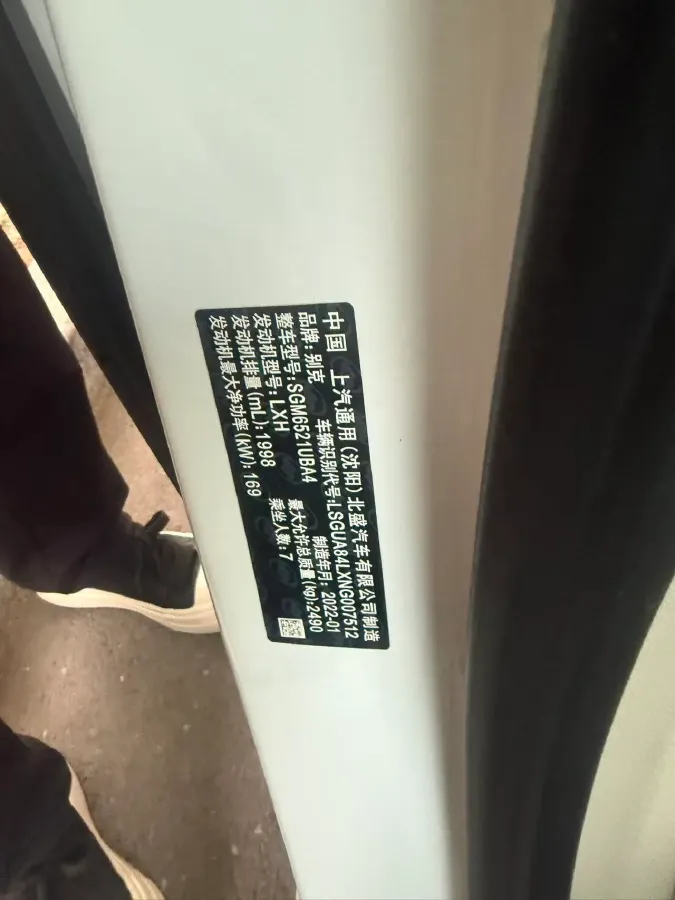 中国 上汽通用(沈阳)北盛汽车有限公司制造
品牌:别克 车辆识别代号:LSGUA84LXNG007512
整车型号:SGM6521UBA4 制造年月:2022-01
发动机型号:LXH 最大允许总质量(kg):2490
发动机排量(mL):1998 乘坐人数:7
发动机最大净功率(kW):169